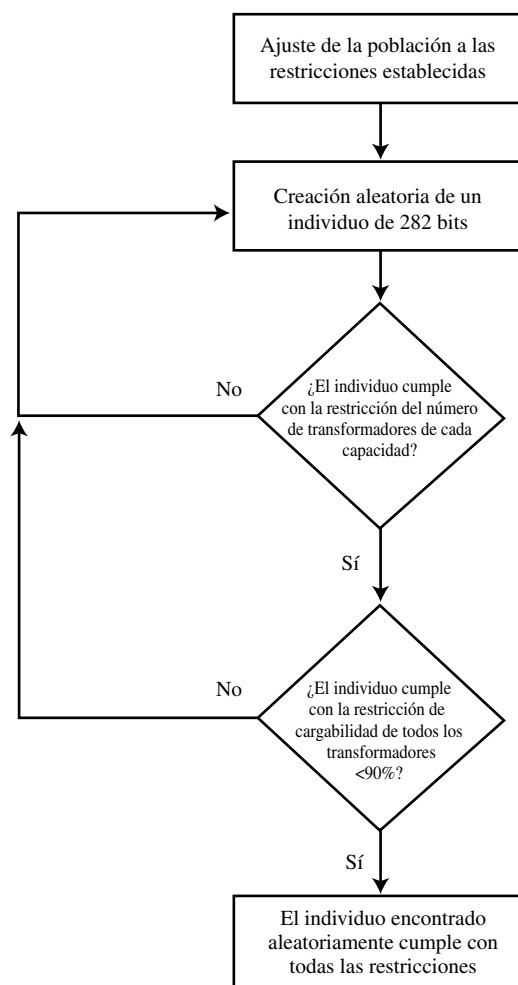 Ajuste de la población a las
restricciones establecidas
Creación aleatoria de un
individuo de 282 bits
No
¿El individuo cumple
con la restricción del número
de transformadores de cada
capacidad?
Sí
No
¿El individuo cumple
con la restricción de
cargabilidad de todos los
transformadores
<90%?
Sí
El individuo encontrado
aleatoriamente cumple con
todas las restricciones